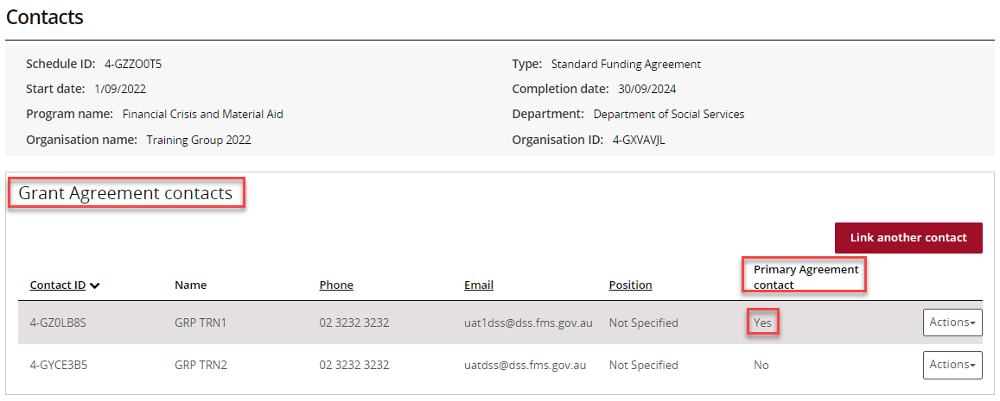 Contacts
Schedule ID: 4-GZZO0T5 Type: Standard Funding Agreement
Start date: 1/09/2022 Completion date: 30/09/2024
Program name: Financial Crisis and Material Aid Department: Department of Social Services
Organisation name: Training Group 2022 Organisation ID: 4-GXVAVJL
Grant Agreement contacts
Link another contact
Contact ID Name Phone Email Position Primary Agreement contact
4-GZ0LB8S GRP TRN1 02 3232 3232 uat1dss@dss.fms.gov.au Not Specified Yes Actions
4-GYCE3B5 GRP TRN2 02 3232 3232 uatdss@dss.fms.gov.au Not Specified No Actions